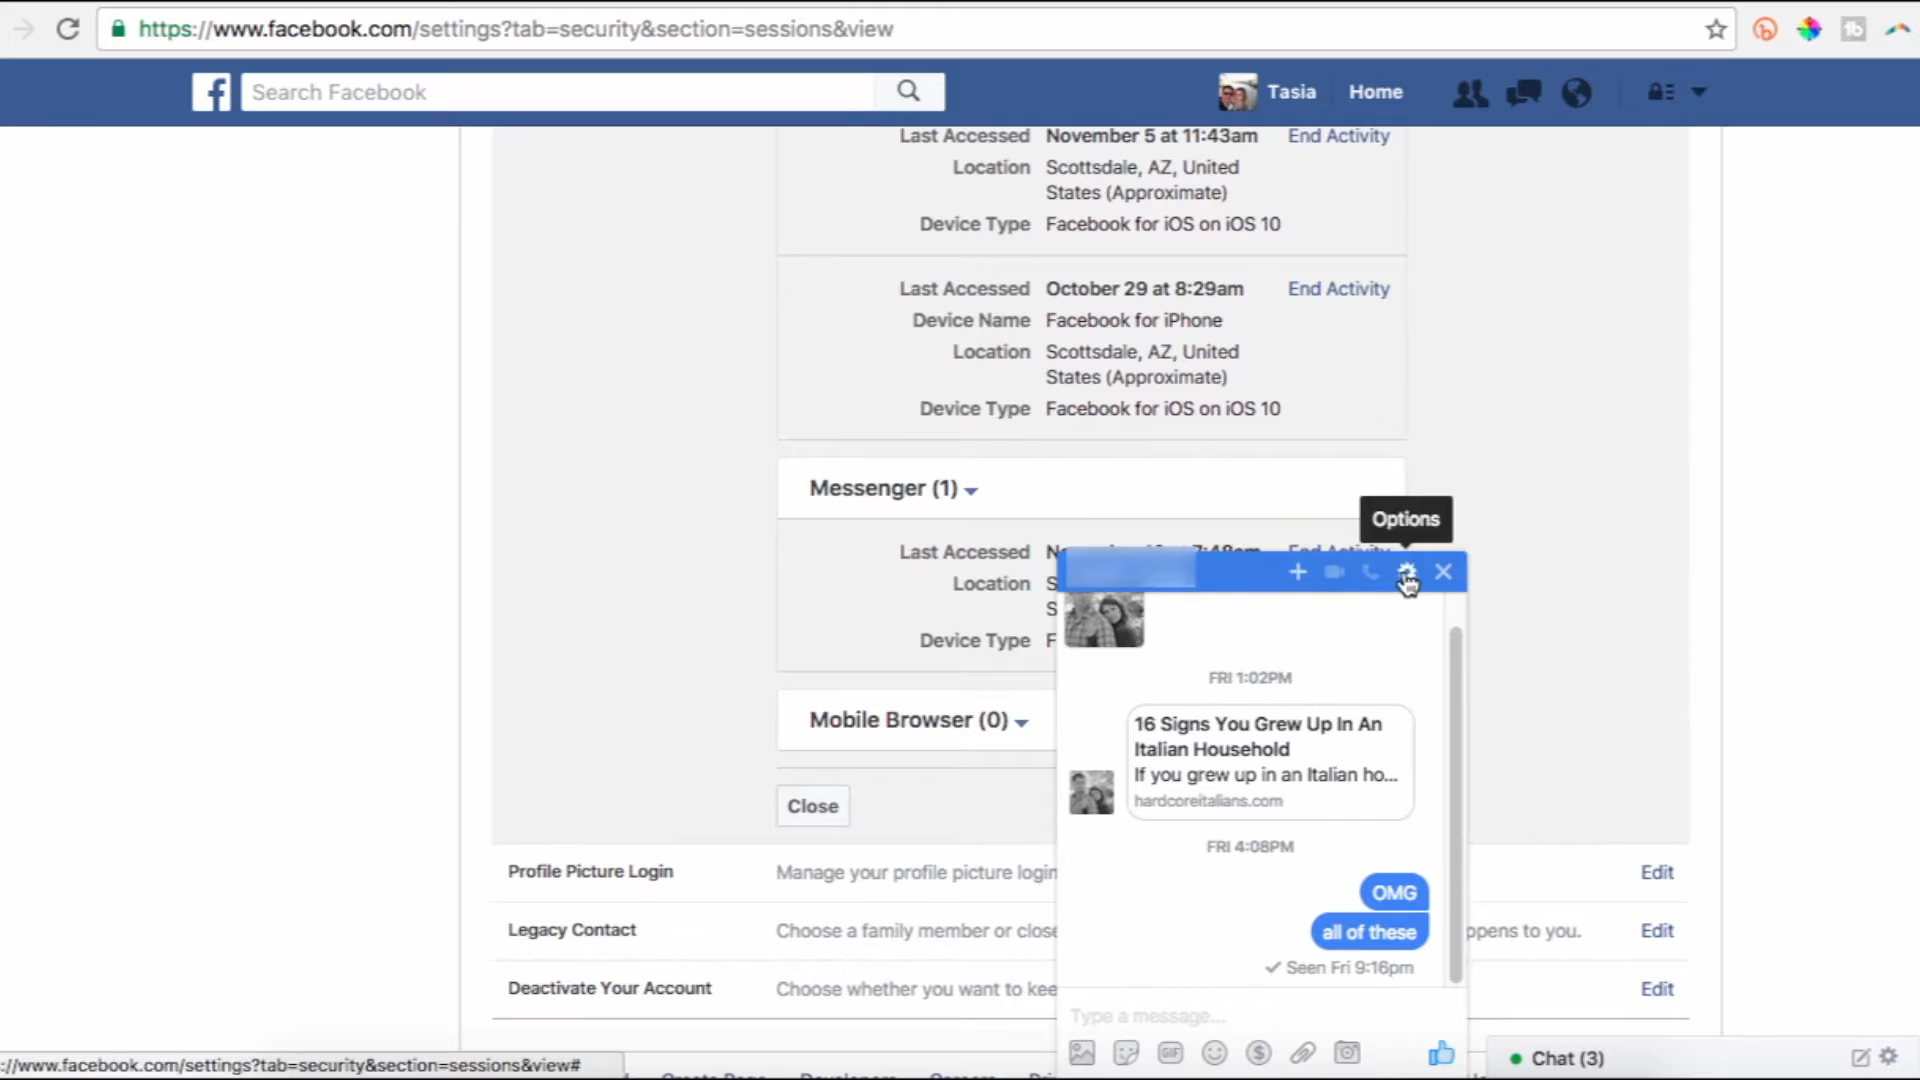 https://www.facebook.com/settings?tab=security&section=sessions&view
Search Facebook
Tasia
Home
Last Accessed November 5 at 11:43am End Activity
Location Scottsdale, AZ, United
States (Approximate)
Device Type Facebook for iOS on iOS 10
Last Accessed October 29 at 8:29am End Activity
Device Name Facebook for iPhone
Location Scottsdale, AZ, United
States (Approximate)
Device Type Facebook for iOS on iOS 10
Messenger (1)
Options
Last Accessed End Activity
Location S
S
Device Type F
Mobile Browser (0)
Close
FRI 1:02PM
16 Signs You Grew Up In An
Italian Household
If you grew up in an Italian ho...
hardcoreitalians.com
FRI 4:08PM
OMG
all of these
Seen Fri 9:16pm
Type a message...
GIF
Profile Picture Login Manage your profile picture login Edit
Legacy Contact Choose a family member or close ppens to you. Edit
Deactivate Your Account Choose whether you want to kee Edit
://www.facebook.com/settings?tab=security&section=sessions&view#
Chat (3)